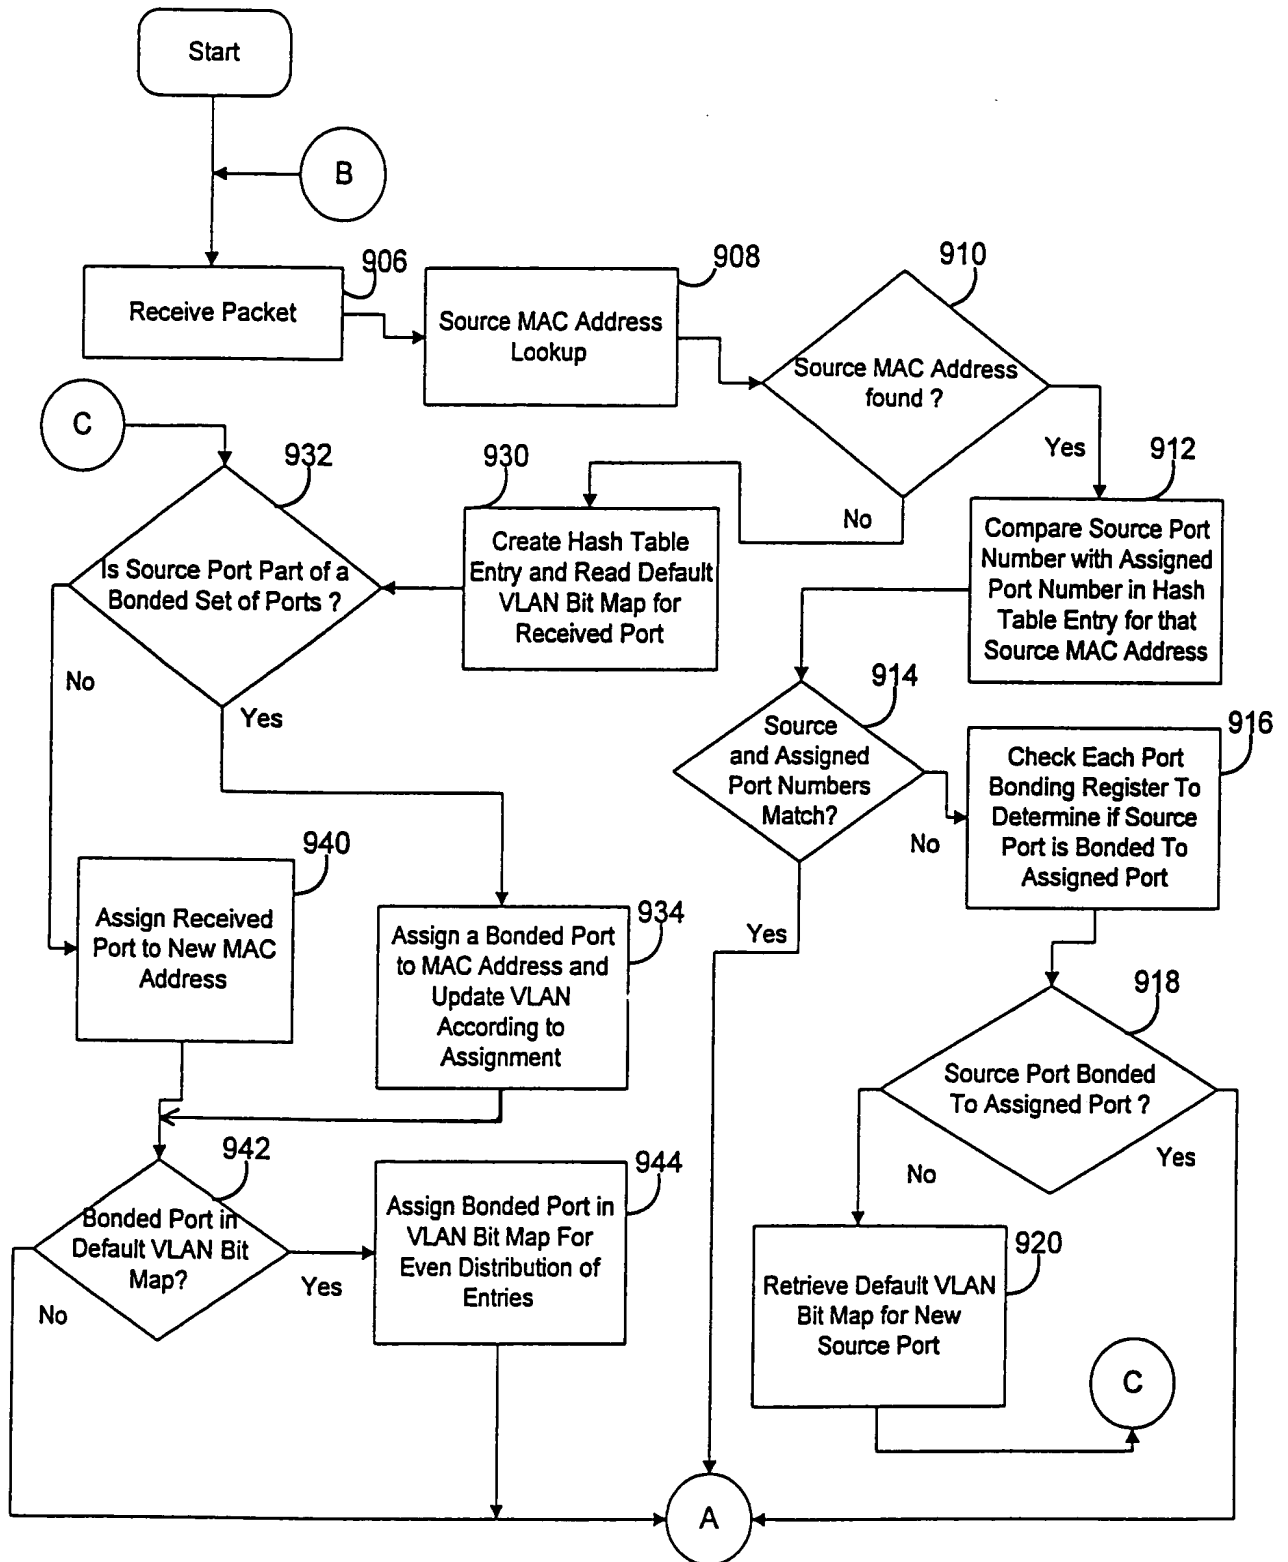 Start
B
906
Receive Packet
908
Source MAC Address
Lookup
910
Source MAC Address
found ?
Yes
No
C
932
Is Source Port Part of a
Bonded Set of Ports ?
No
Yes
930
Create Hash Table
Entry and Read Default
VLAN Bit Map for
Received Port
912
Compare Source Port
Number with Assigned
Port Number in Hash
Table Entry for that
Source MAC Address
914
Source
and Assigned
Port Numbers
Match?
No
Yes
916
Check Each Port
Bonding Register To
Determine if Source
Port is Bonded To
Assigned Port
940
Assign Received
Port to New MAC
Address
934
Assign a Bonded Port
to MAC Address and
Update VLAN
According to
Assignment
918
Source Port Bonded
To Assigned Port ?
No
Yes
942
Bonded Port in
Default VLAN Bit
Map?
No
Yes
944
Assign Bonded Port in
VLAN Bit Map For
Even Distribution of
Entries
920
Retrieve Default VLAN
Bit Map for New
Source Port
C
A